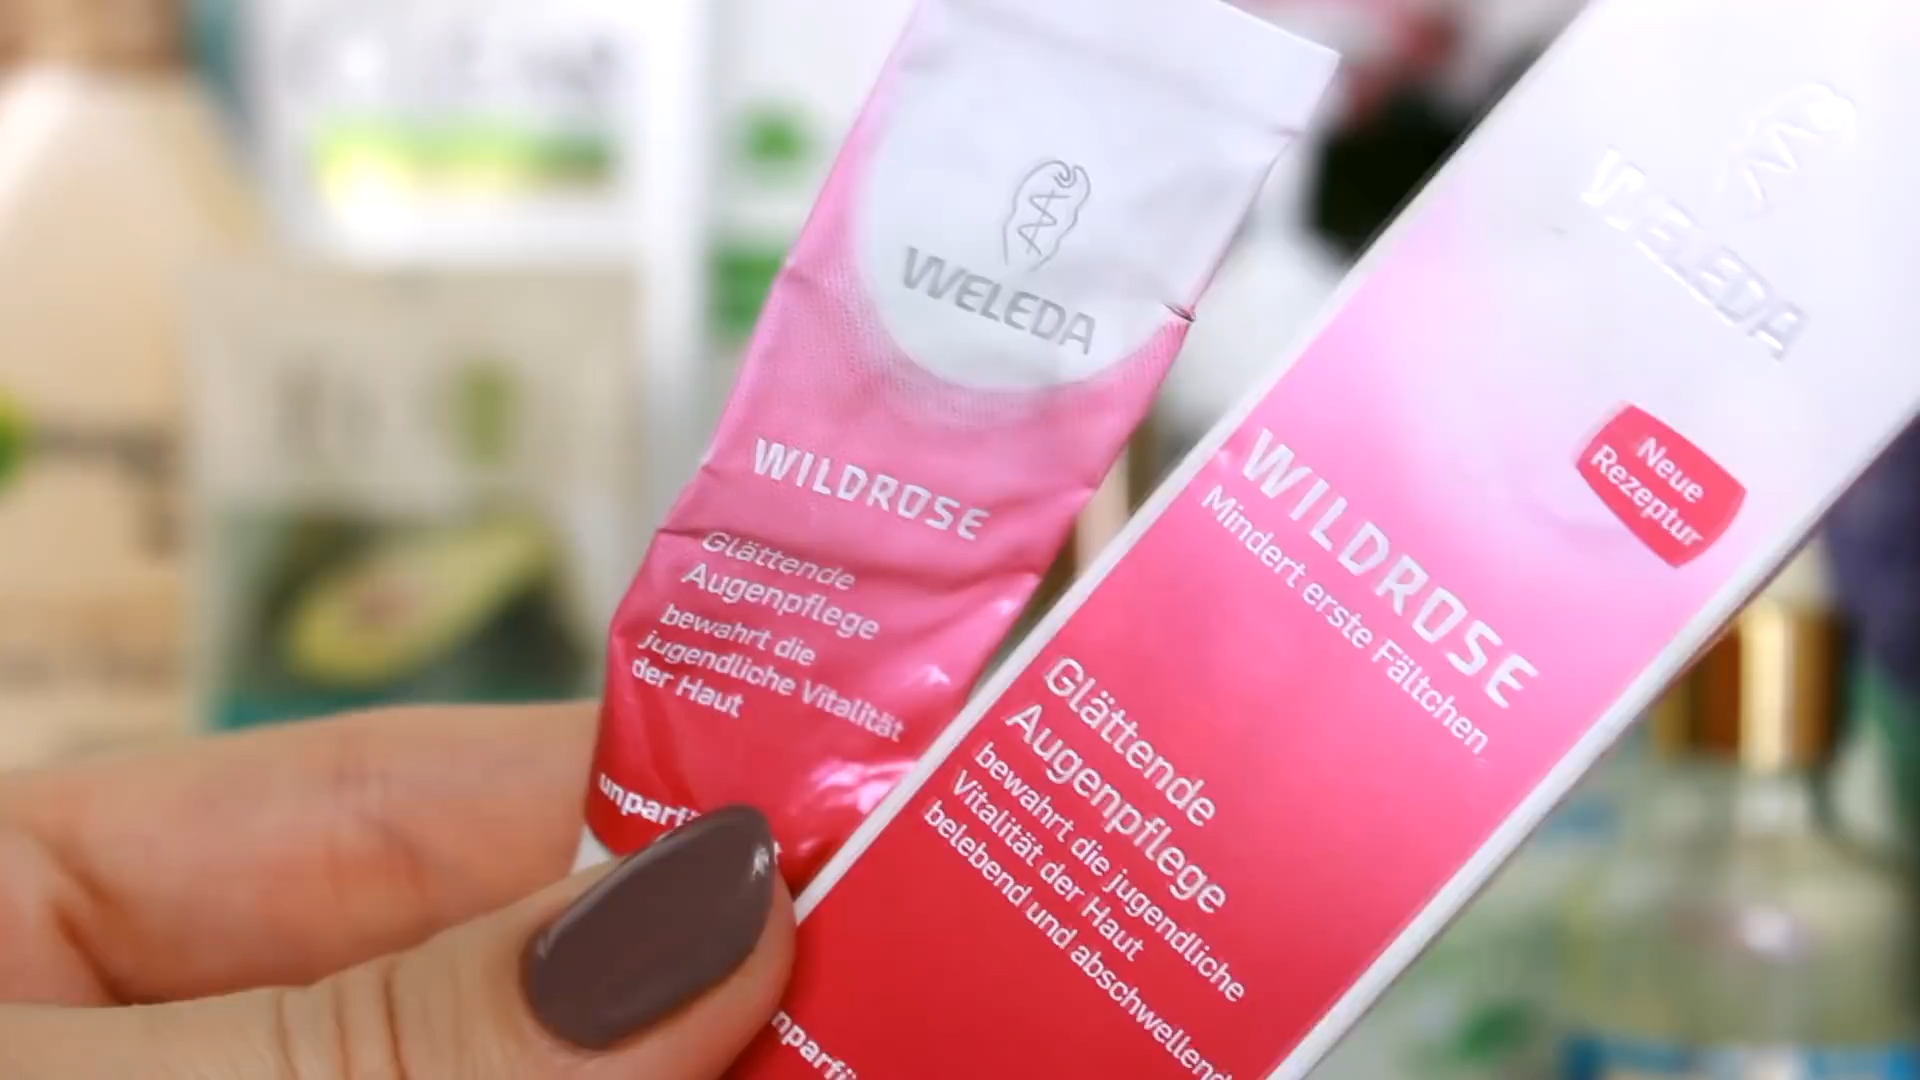 WELEDA
WILDROSE
Glättende
Augenpflege
bewahrt die
jugendliche Vitalität
der Haut
WELEDA
Neue
Rezeptur
WILDROSE
Mindert erste Fältchen
Glättende
Augenpflege
bewahrt die jugendliche
Vitalität der Haut
belebend und abschwellend